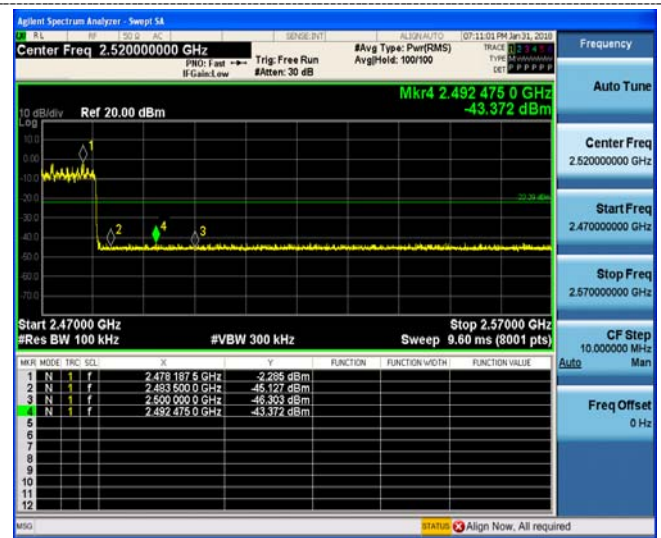 Agilent Spectrum Analyzer - Swept SA
RL RF 50 Ω AC SENSE:INT ALIGN AUTO 07:11:01 PM Jan 31, 2018
Center Freq 2.520000000 GHz
#Avg Type: Pwr(RMS)
TRACE 1 2 3 4 5 6
PNO: Fast Trig: Free Run
Avg|Hold: 100/100
TYPE
IFGain:Low #Atten: 30 dB
DET P P P P P P
Mkr4 2.492 475 0 GHz
-43.372 dBm
10 dB/div Ref 20.00 dBm
Log
10.0
0.00
-10.0
-20.0
-30.0
-40.0
-50.0
-60.0
-70.0
1
2
4
3
Start 2.47000 GHz
Stop 2.57000 GHz
#Res BW 100 kHz
#VBW 300 kHz
Sweep 9.60 ms (8001 pts)
MKR MODE TRC SCL X Y FUNCTION FUNCTION WIDTH FUNCTION VALUE
1 N 1 f 2.478 187 5 GHz -2.285 dBm
2 N 1 f 2.483 500 0 GHz -45.127 dBm
3 N 1 f 2.500 000 0 GHz -46.303 dBm
4 N 1 f 2.492 475 0 GHz -43.372 dBm
5
6
7
8
9
10
11
12
MSG
STATUS Align Now, All required
Frequency
Auto Tune
Center Freq
2.520000000 GHz
Start Freq
2.470000000 GHz
Stop Freq
2.570000000 GHz
CF Step
10.000000 MHz
Auto Man
Freq Offset
0 Hz